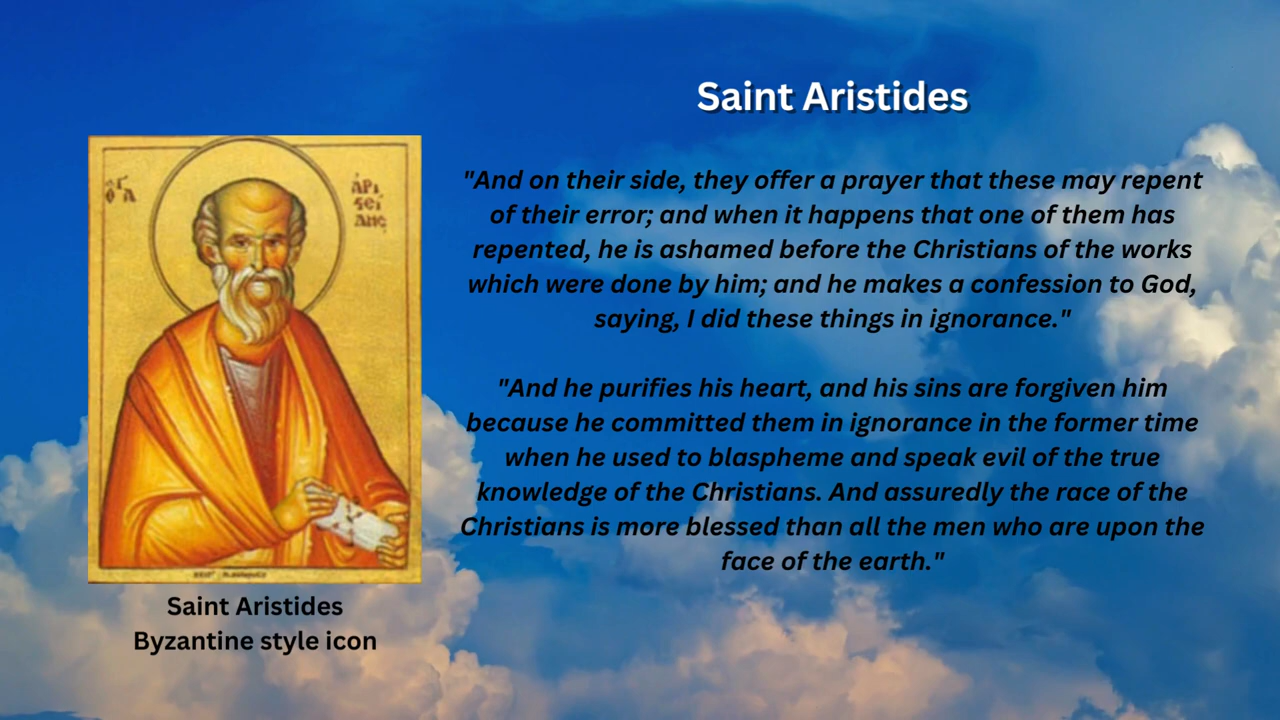 Saint Aristides
"And on their side, they offer a prayer that these may repent
of their error; and when it happens that one of them has
repented, he is ashamed before the Christians of the works
which were done by him; and he makes a confession to God,
saying, I did these things in ignorance."
"And he purifies his heart, and his sins are forgiven him
because he committed them in ignorance in the former time
when he used to blaspheme and speak evil of the true
knowledge of the Christians. And assuredly the race of the
Christians is more blessed than all the men who are upon the
face of the earth."
Saint Aristides
Byzantine style icon